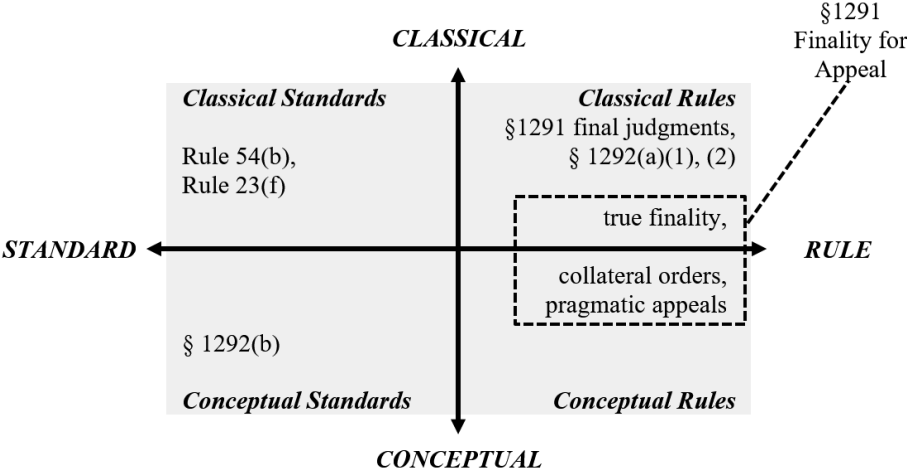 §1291
Finality for
Appeal
CLASSICAL
Classical Standards
Classical Rules
§1291 final judgments,
§ 1292(a)(1), (2)
Rule 54(b),
Rule 23(f)
true finality,
STANDARD
RULE
collateral orders,
pragmatic appeals
§ 1292(b)
Conceptual Standards
Conceptual Rules
CONCEPTUAL